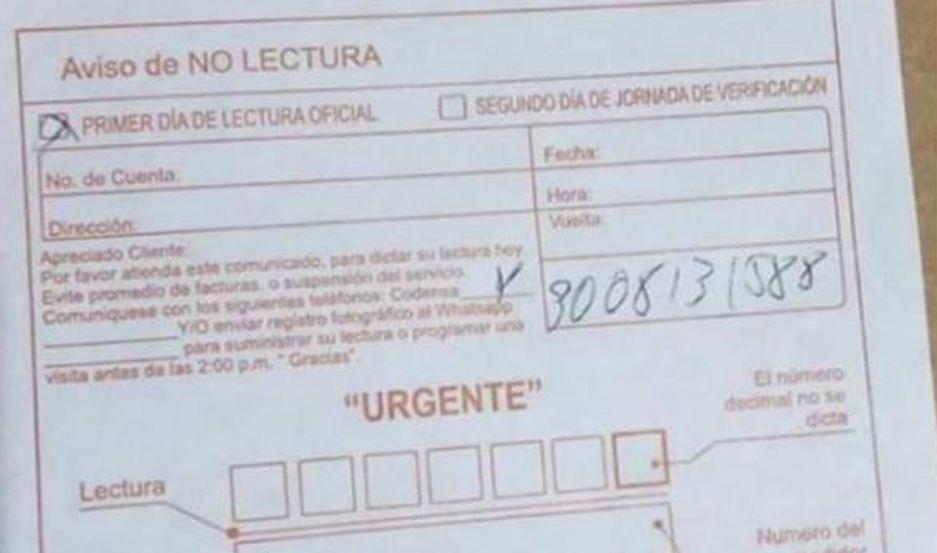 Aviso de NO LECTURA
PRIMER DÍA DE LECTURA OFICIAL
SEGUNDO DÍA DE JORNADA DE VERIFICACIÓN
No. de Cuenta:
Fecha:
Hora:
Dirección:
Vuelta:
Apreciado Cliente:
Por favor atienda este comunicado, para dictar su lectura hoy
Evite promedio de facturas, o suspensión del servicio.
Comuniquese con los siguientes teléfonos: Codensa
Y/O enviar registro fotográfico al Whatsapp
para suministrar su lectura o programar una
visita antes de las 2:00 p.m. " Gracias".
3008131588
"URGENTE"
El número
decimal no se
dicta
Lectura
Numero del